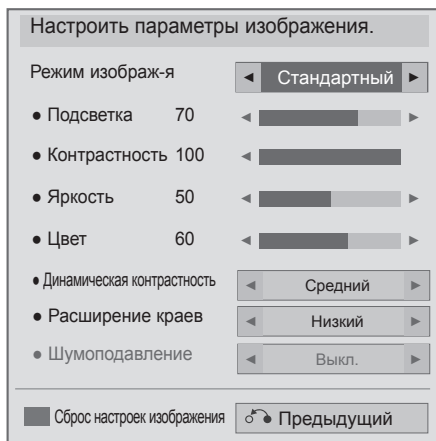 Настроить параметры изображения.
Режим изображ-я ◄ Стандартный ►
● Подсветка 70 ◄ ►
● Контрастность 100 ◄
● Яркость 50 ◄ ►
● Цвет 60 ◄ ►
● Динамическая контрастность ◄ Средний ►
● Расширение краев ◄ Низкий ►
● Шумоподавление ◄ Выкл. ►
Сброс настроек изображения Предыдущий